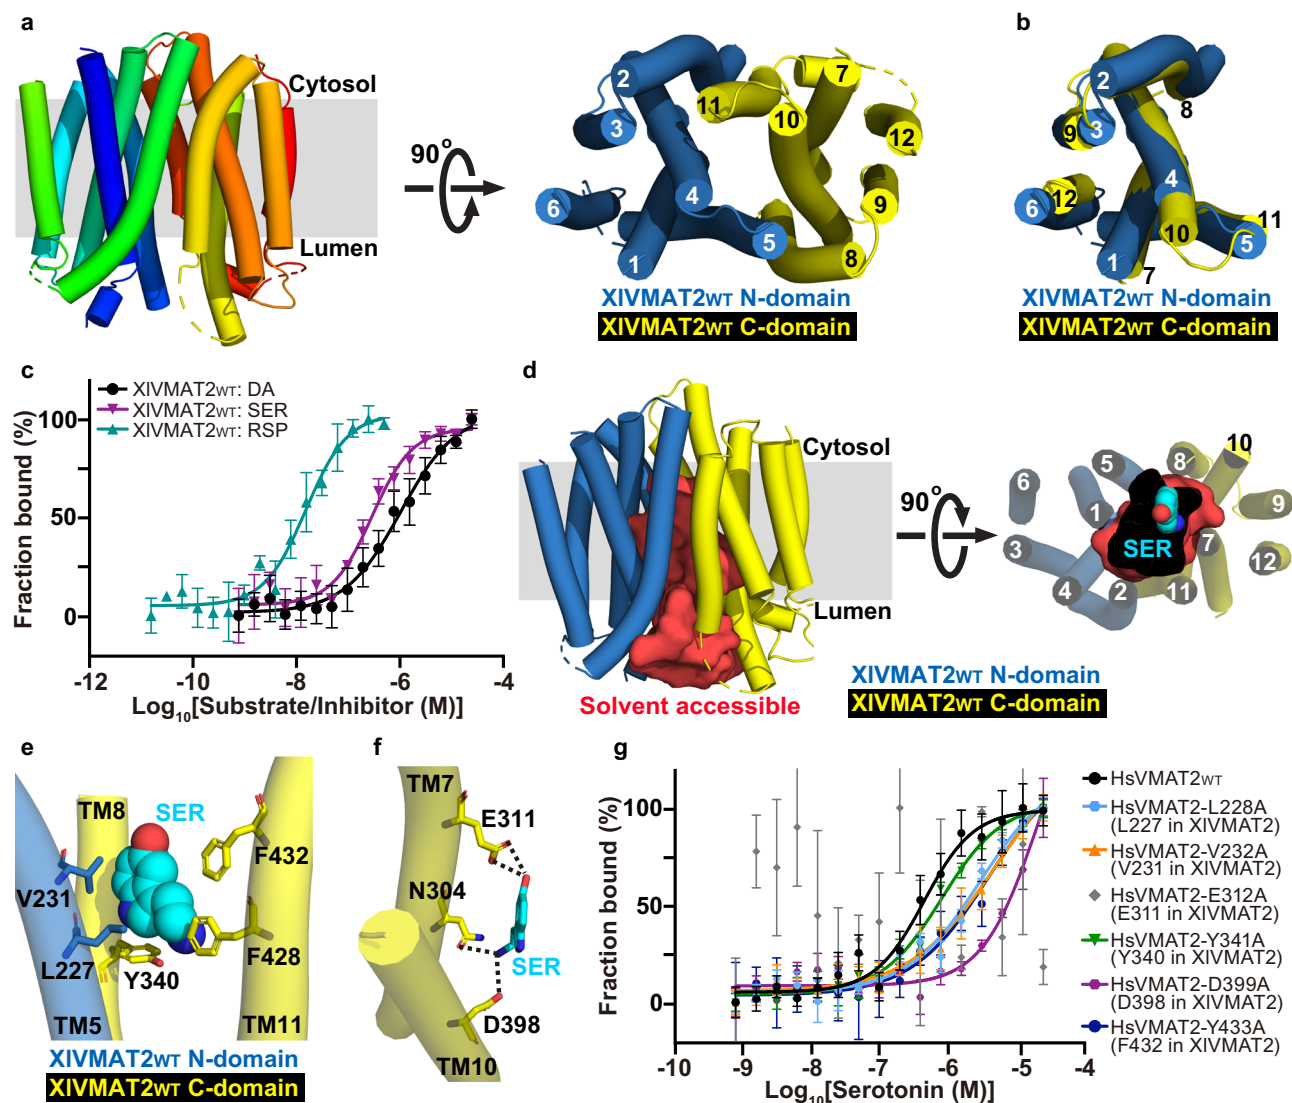 a
Cytosol
Lumen
90°
2
7
11
10
3
12
4
6
9
5
1
8
XlVMAT2WT N-domain
XlVMAT2WT C-domain
b
2
8
9
3
4
12
6
11
10
5
1
7
XlVMAT2WT N-domain
XlVMAT2WT C-domain
c
XlVMAT2WT: DA
XlVMAT2WT: SER
XlVMAT2WT: RSP
Fraction bound (%)
100
50
0
-12
-10
-8
-6
-4
Log10[Substrate/Inhibitor (M)]
d
Cytosol
Lumen
Solvent accessible
90°
10
5
8
6
9
1
SER
7
3
12
4
2
11
XlVMAT2WT N-domain
XlVMAT2WT C-domain
e
TM8
SER
F432
V231
L227
Y340
F428
TM5
TM11
XlVMAT2WT N-domain
XlVMAT2WT C-domain
f
TM7
E311
N304
SER
D398
TM10
g
Fraction bound (%)
100
50
0
-10
-9
-8
-7
-6
-5
-4
Log10[Serotonin (M)]
HsVMAT2WT
HsVMAT2-L228A
(L227 in XlVMAT2)
HsVMAT2-V232A
(V231 in XlVMAT2)
HsVMAT2-E312A
(E311 in XlVMAT2)
HsVMAT2-Y341A
(Y340 in XlVMAT2)
HsVMAT2-D399A
(D398 in XlVMAT2)
HsVMAT2-Y433A
(F432 in XlVMAT2)